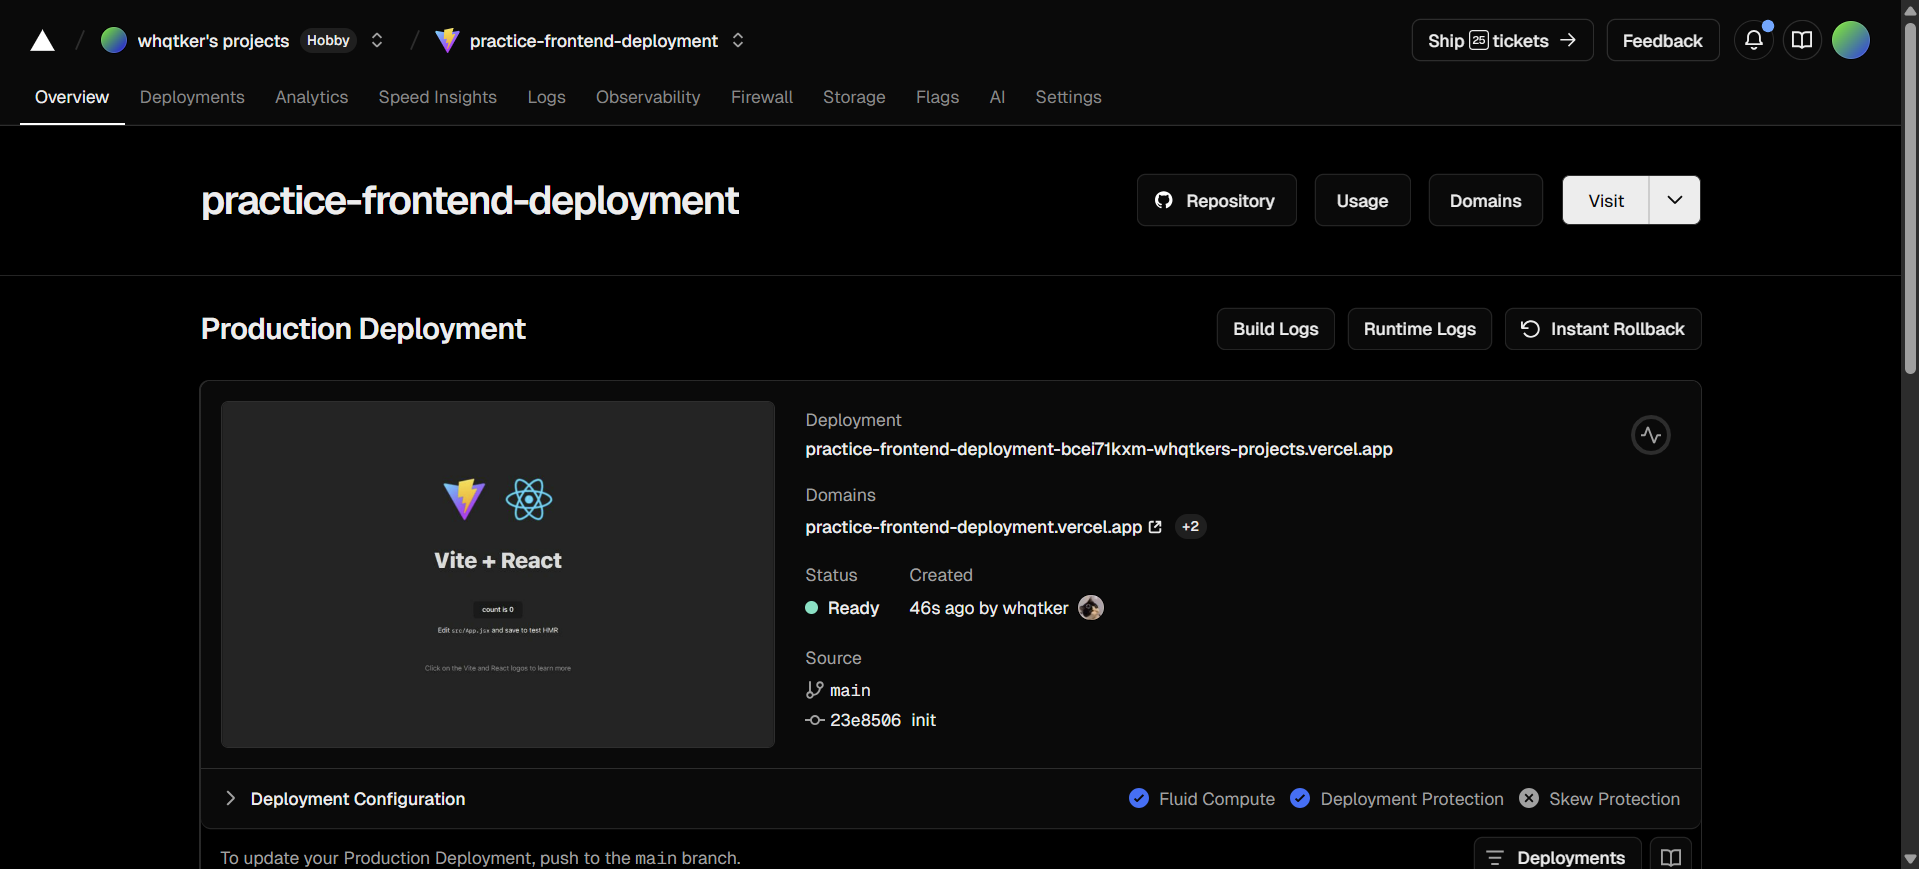 whqtker's projects Hobby practice-frontend-deployment Ship 25 tickets Feedback
Overview Deployments Analytics Speed Insights Logs Observability Firewall Storage Flags AI Settings
practice-frontend-deployment Repository Usage Domains Visit
Production Deployment Build Logs Runtime Logs Instant Rollback
Vite + React
count is 0
Edit src/App.jsx and save to test HMR
Click on the Vite and React logos to learn more
Deployment
practice-frontend-deployment-bcei71kxm-whqtkers-projects.vercel.app
Domains
practice-frontend-deployment.vercel.app +2
Status Created
Ready 46s ago by whqtker
Source
main
23e8506 init
Deployment Configuration Fluid Compute Deployment Protection Skew Protection
To update your Production Deployment, push to the main branch. Deployments